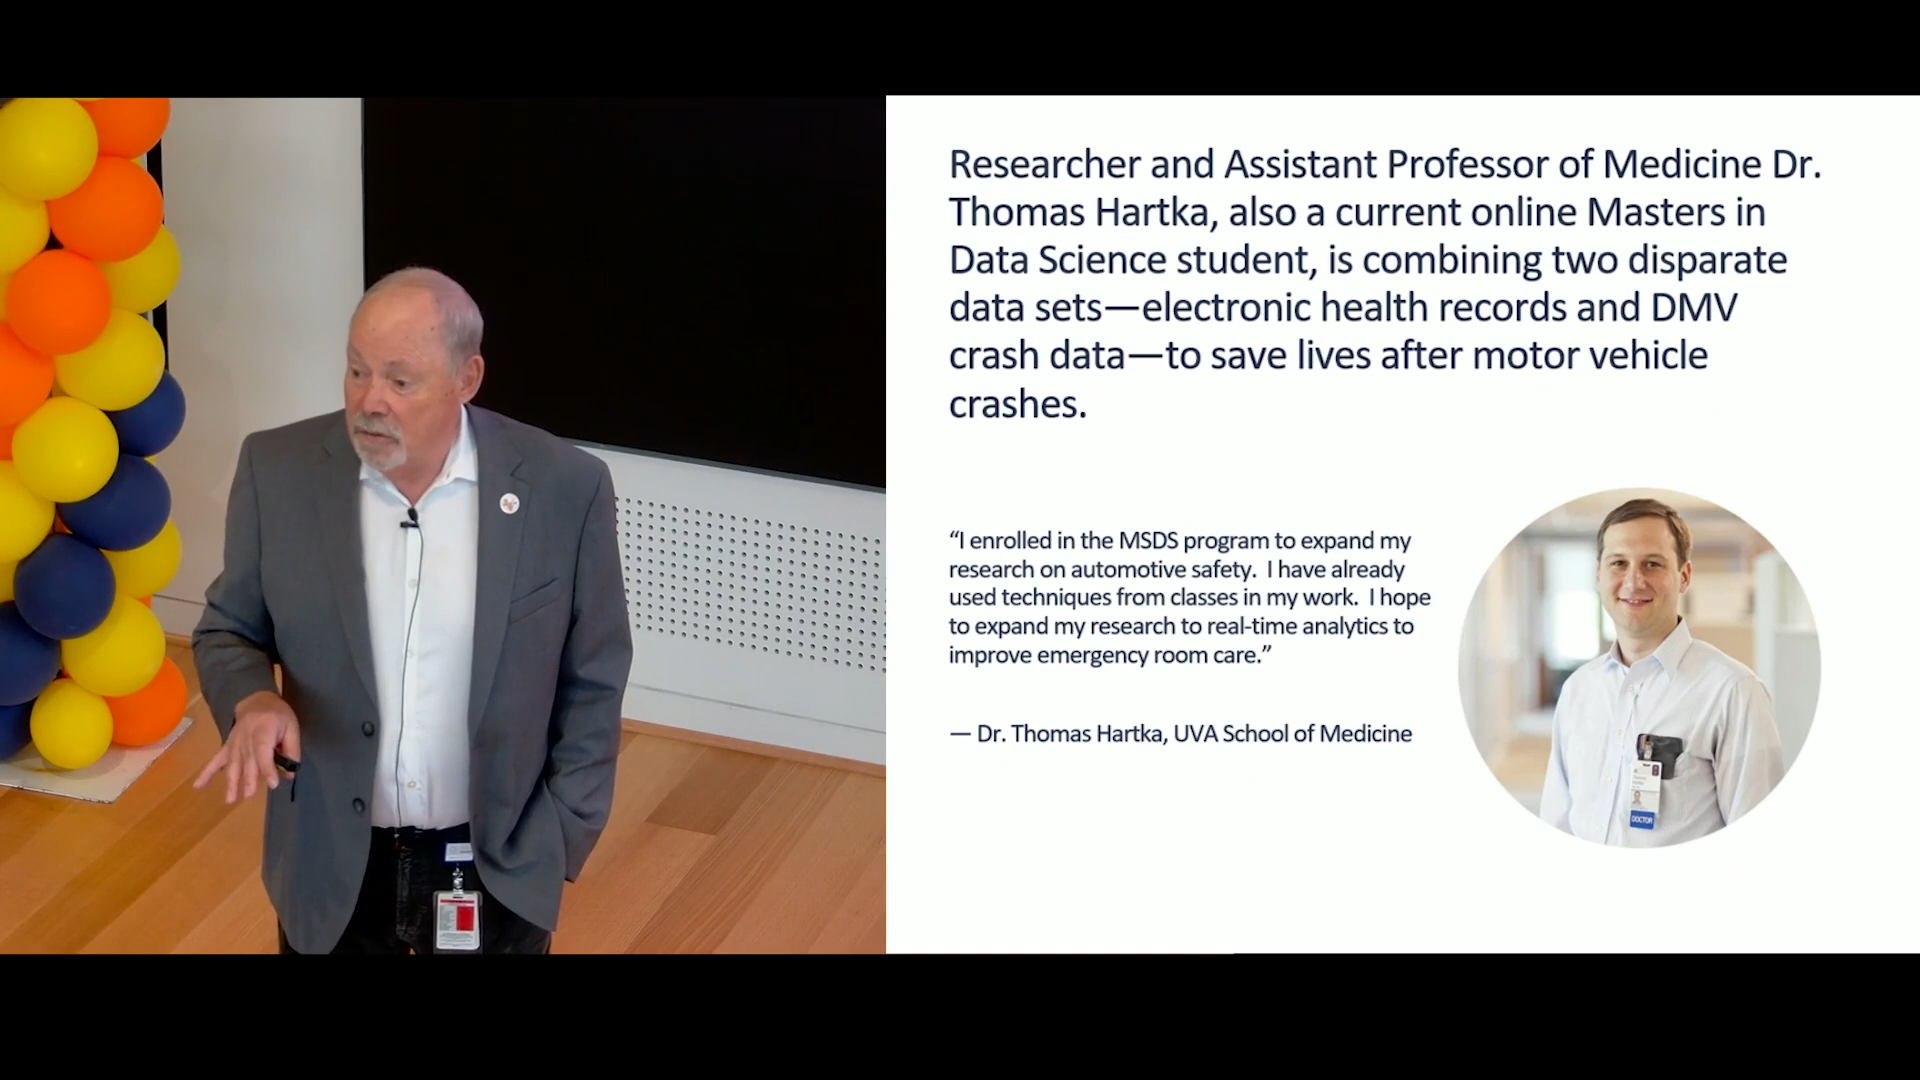 Researcher and Assistant Professor of Medicine Dr.
Thomas Hartka, also a current online Masters in
Data Science student, is combining two disparate
data sets—electronic health records and DMV
crash data—to save lives after motor vehicle
crashes.
“I enrolled in the MSDS program to expand my
research on automotive safety.  I have already
used techniques from classes in my work.  I hope
to expand my research to real-time analytics to
improve emergency room care.”
— Dr. Thomas Hartka, UVA School of Medicine
DOCTOR